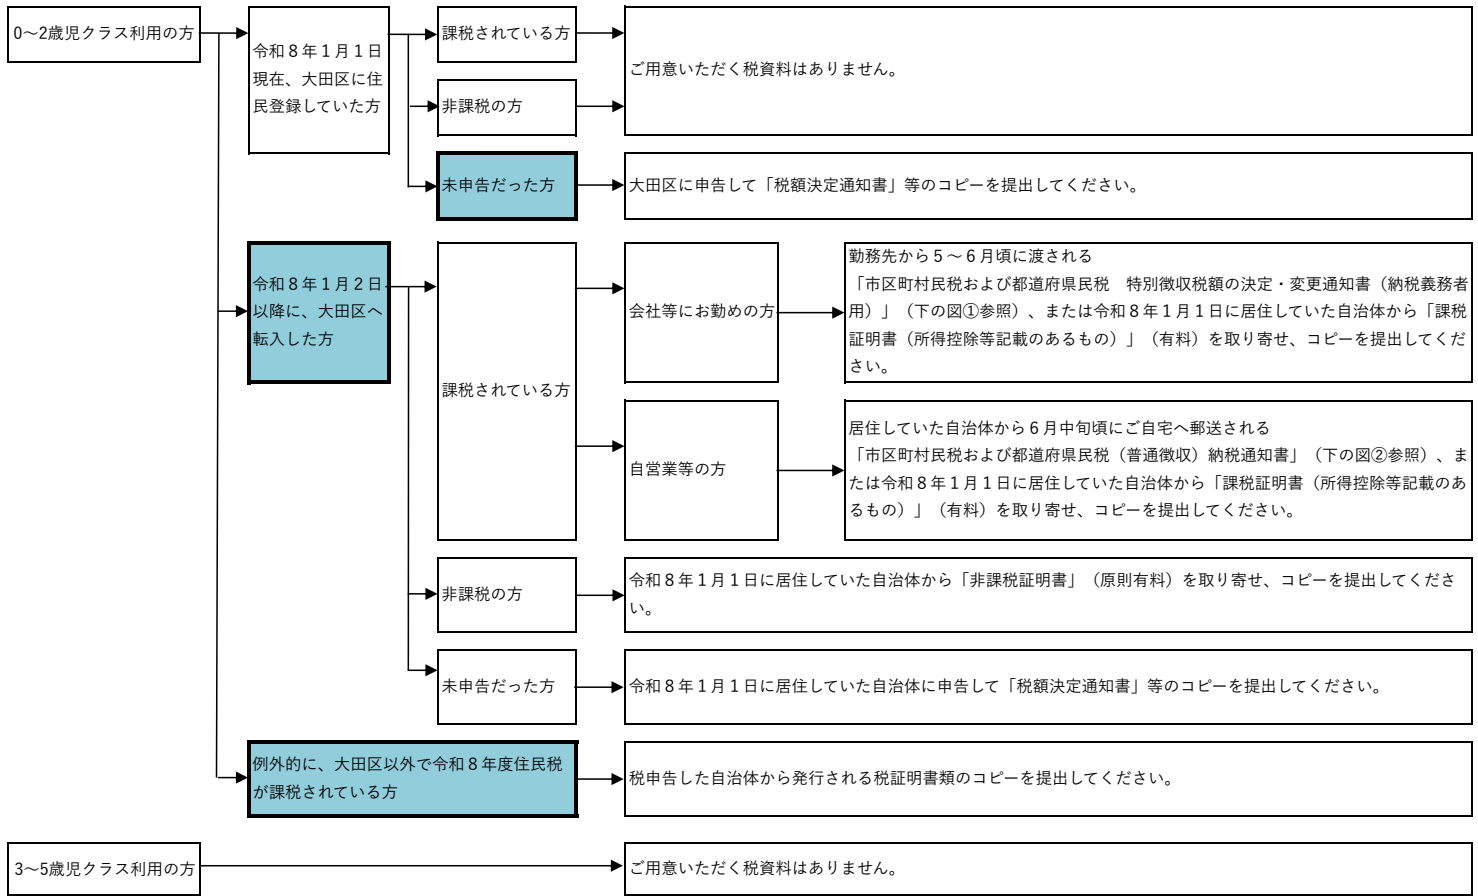 0～2歳児クラス利用の方
令和８年１月１日
現在、大田区に住
民登録していた方
課税されている方
ご用意いただく税資料はありません。
非課税の方
未申告だった方
大田区に申告して「税額決定通知書」等のコピーを提出してください。
令和８年１月２日
以降に、大田区へ
転入した方
課税されている方
会社等にお勤めの方
勤務先から５～６月頃に渡される
「市区町村民税および都道府県民税　特別徴収税額の決定・変更通知書（納税義務者
用）」（下の図①参照）、または令和８年１月１日に居住していた自治体から「課税
証明書（所得控除等記載のあるもの）」（有料）を取り寄せ、コピーを提出してくだ
さい。
自営業等の方
居住していた自治体から６月中旬頃にご自宅へ郵送される
「市区町村民税および都道府県民税（普通徴収）納税通知書」（下の図②参照）、ま
たは令和８年１月１日に居住していた自治体から「課税証明書（所得控除等記載のあ
るもの）」（有料）を取り寄せ、コピーを提出してください。
非課税の方
令和８年１月１日に居住していた自治体から「非課税証明書」（原則有料）を取り寄せ、コピーを提出してくださ
い。
未申告だった方
令和８年１月１日に居住していた自治体に申告して「税額決定通知書」等のコピーを提出してください。
例外的に、大田区以外で令和８年度住民税
が課税されている方
税申告した自治体から発行される税証明書類のコピーを提出してください。
3～5歳児クラス利用の方
ご用意いただく税資料はありません。